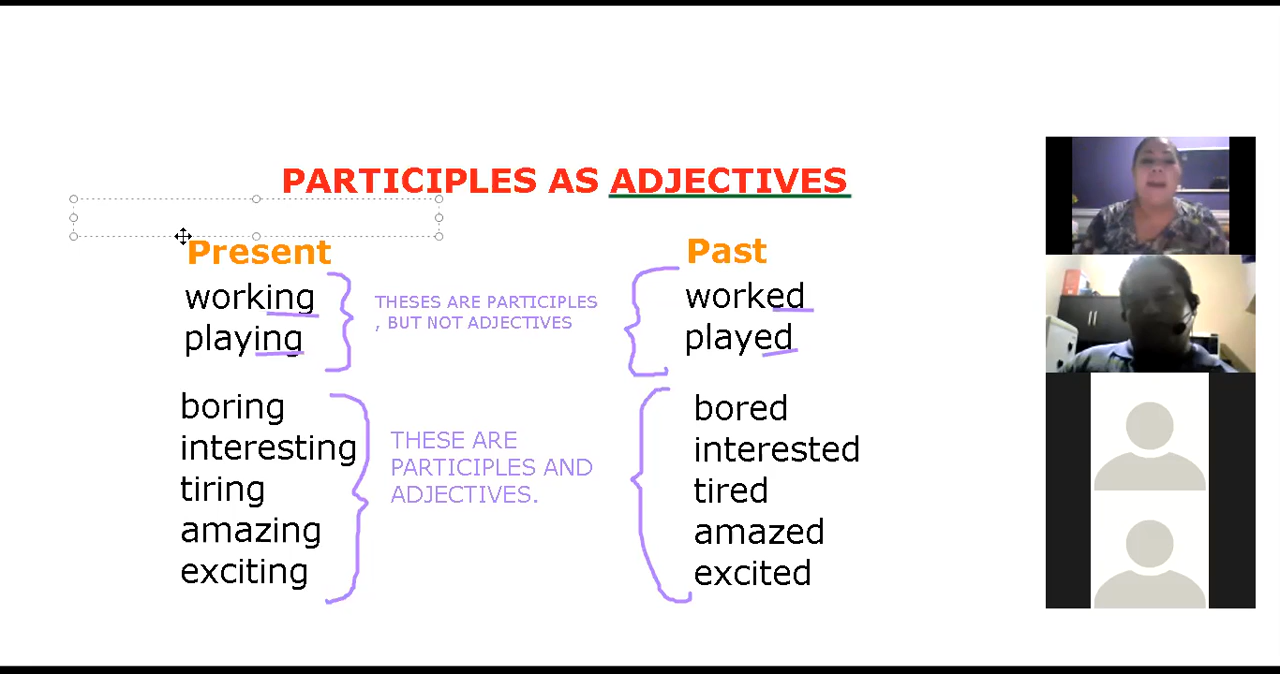 PARTICIPLES AS ADJECTIVES
Present
Past
working
playing
THESES ARE PARTICIPLES
, BUT NOT ADJECTIVES
worked
played
boring
interesting
tiring
amazing
exciting
THESE ARE
PARTICIPLES AND
ADJECTIVES.
bored
interested
tired
amazed
excited